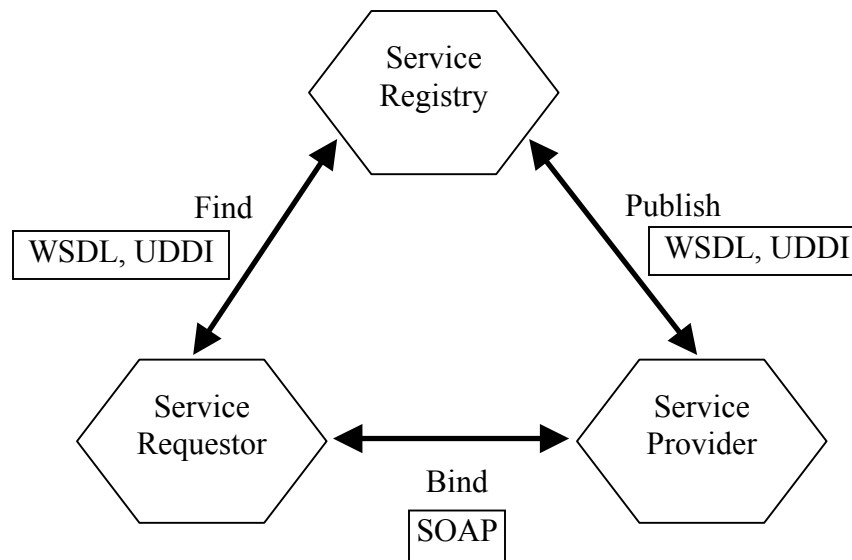 Service
Registry
Find
Publish
WSDL, UDDI
WSDL, UDDI
Service
Requestor
Service
Provider
Bind
SOAP